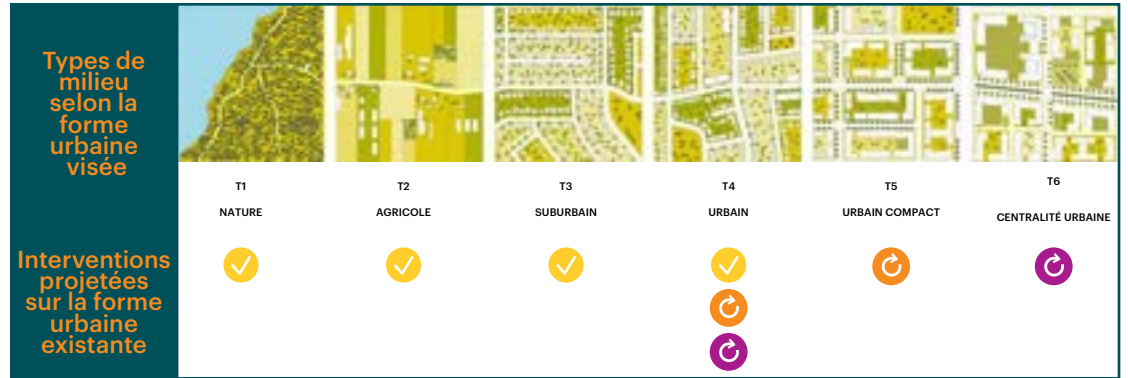 Types de
milieu
selon la
forme
urbaine
visée
T1
T2
T3
T4
T5
T6
NATURE
AGRICOLE
SUBURBAIN
URBAIN
URBAIN COMPACT
CENTRALITÉ URBAINE
Interventions
projetées
sur la forme
urbaine
existante